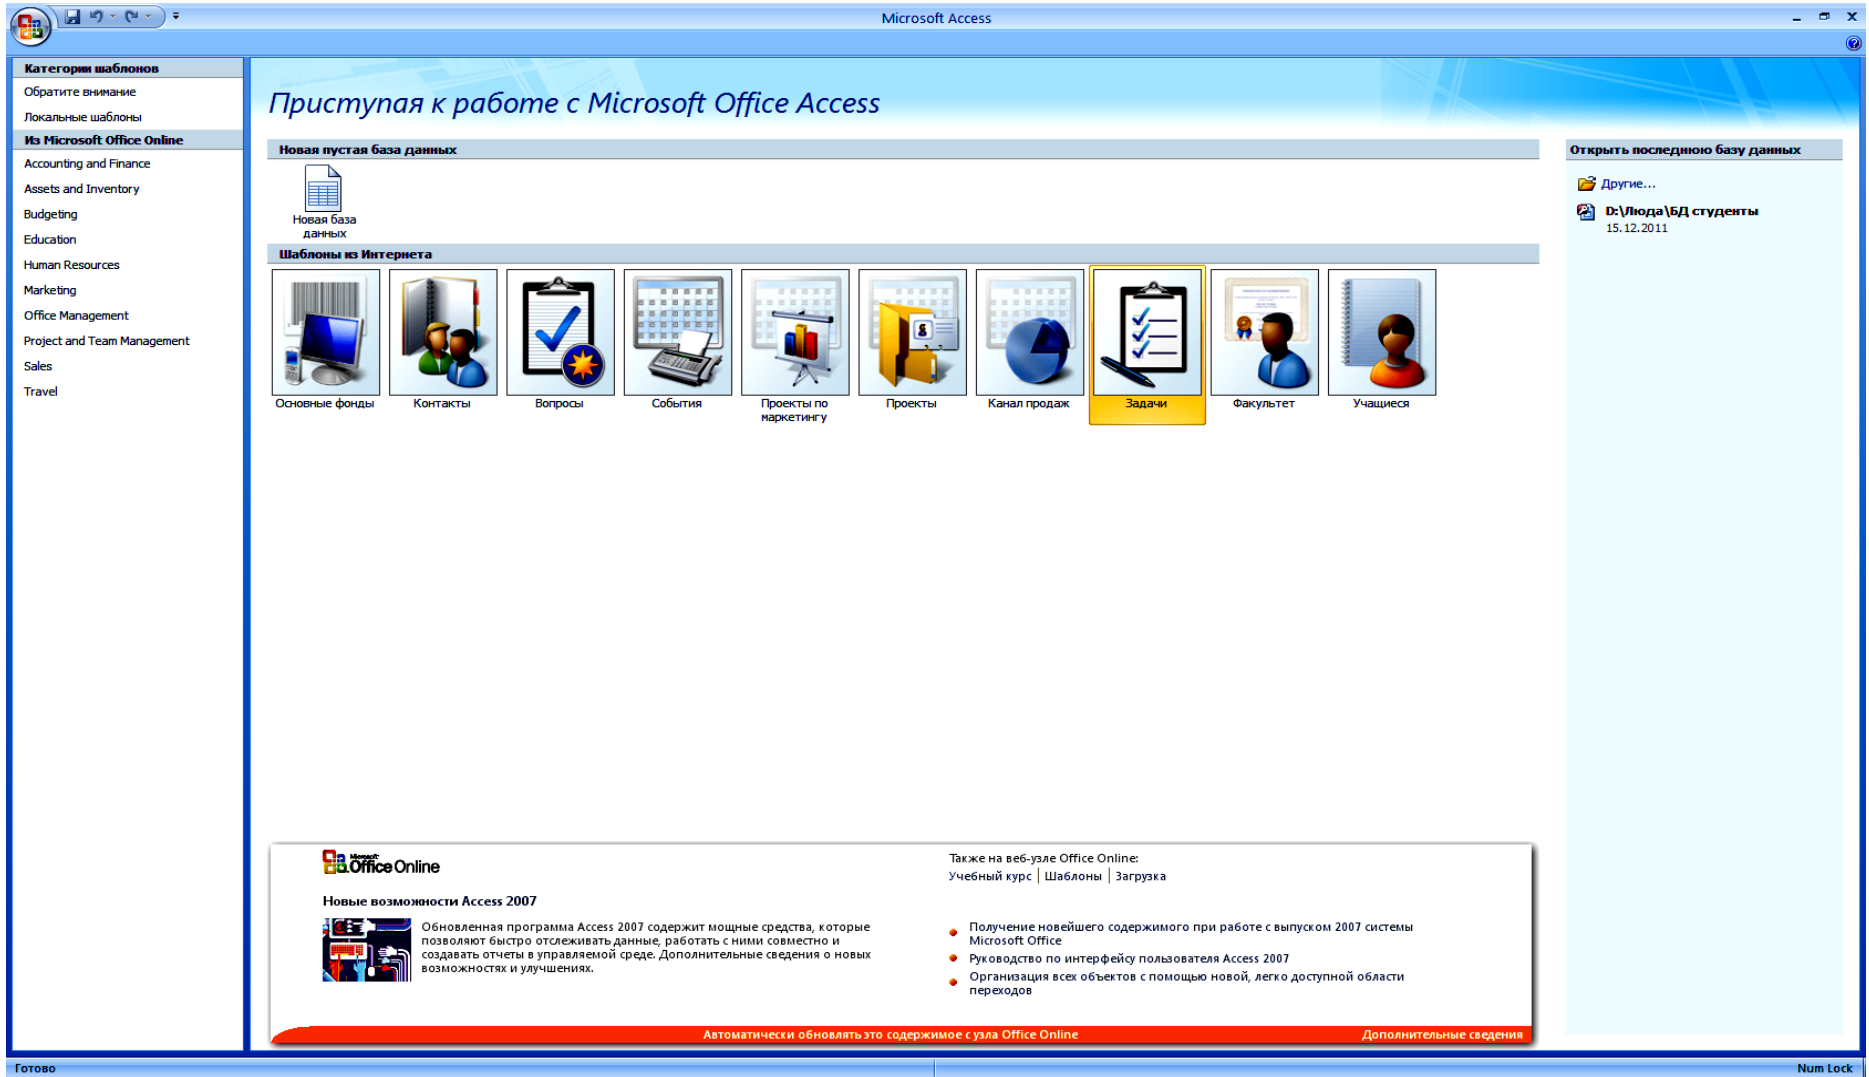 Microsoft Access
Категории шаблонов
Обратите внимание
Локальные шаблоны
Из Microsoft Office Online
Accounting and Finance
Assets and Inventory
Budgeting
Education
Human Resources
Marketing
Office Management
Project and Team Management
Sales
Travel
Приступая к работе с Microsoft Office Access
Новая пустая база данных
Новая база
данных
Шаблоны из Интернета
Основные фонды
Контакты
Вопросы
События
Проекты по
маркетингу
Проекты
Канал продаж
Задачи
Факультет
Учащиеся
Открыть последнюю базу данных
Другие...
D:\Люда\БД студенты
15.12.2011
Microsoft
Office Online
Новые возможности Access 2007
Обновленная программа Access 2007 содержит мощные средства, которые
позволяют быстро отслеживать данные, работать с ними совместно и
создавать отчеты в управляемой среде. Дополнительные сведения о новых
возможностях и улучшениях.
Также на веб-узле Office Online:
Учебный курс | Шаблоны | Загрузка
Получение новейшего содержимого при работе с выпуском 2007 системы
Microsoft Office
Руководство по интерфейсу пользователя Access 2007
Организация всех объектов с помощью новой, легко доступной области
переходов
Автоматически обновлять это содержимое с узла Office Online
Дополнительные сведения
Готово
Num Lock